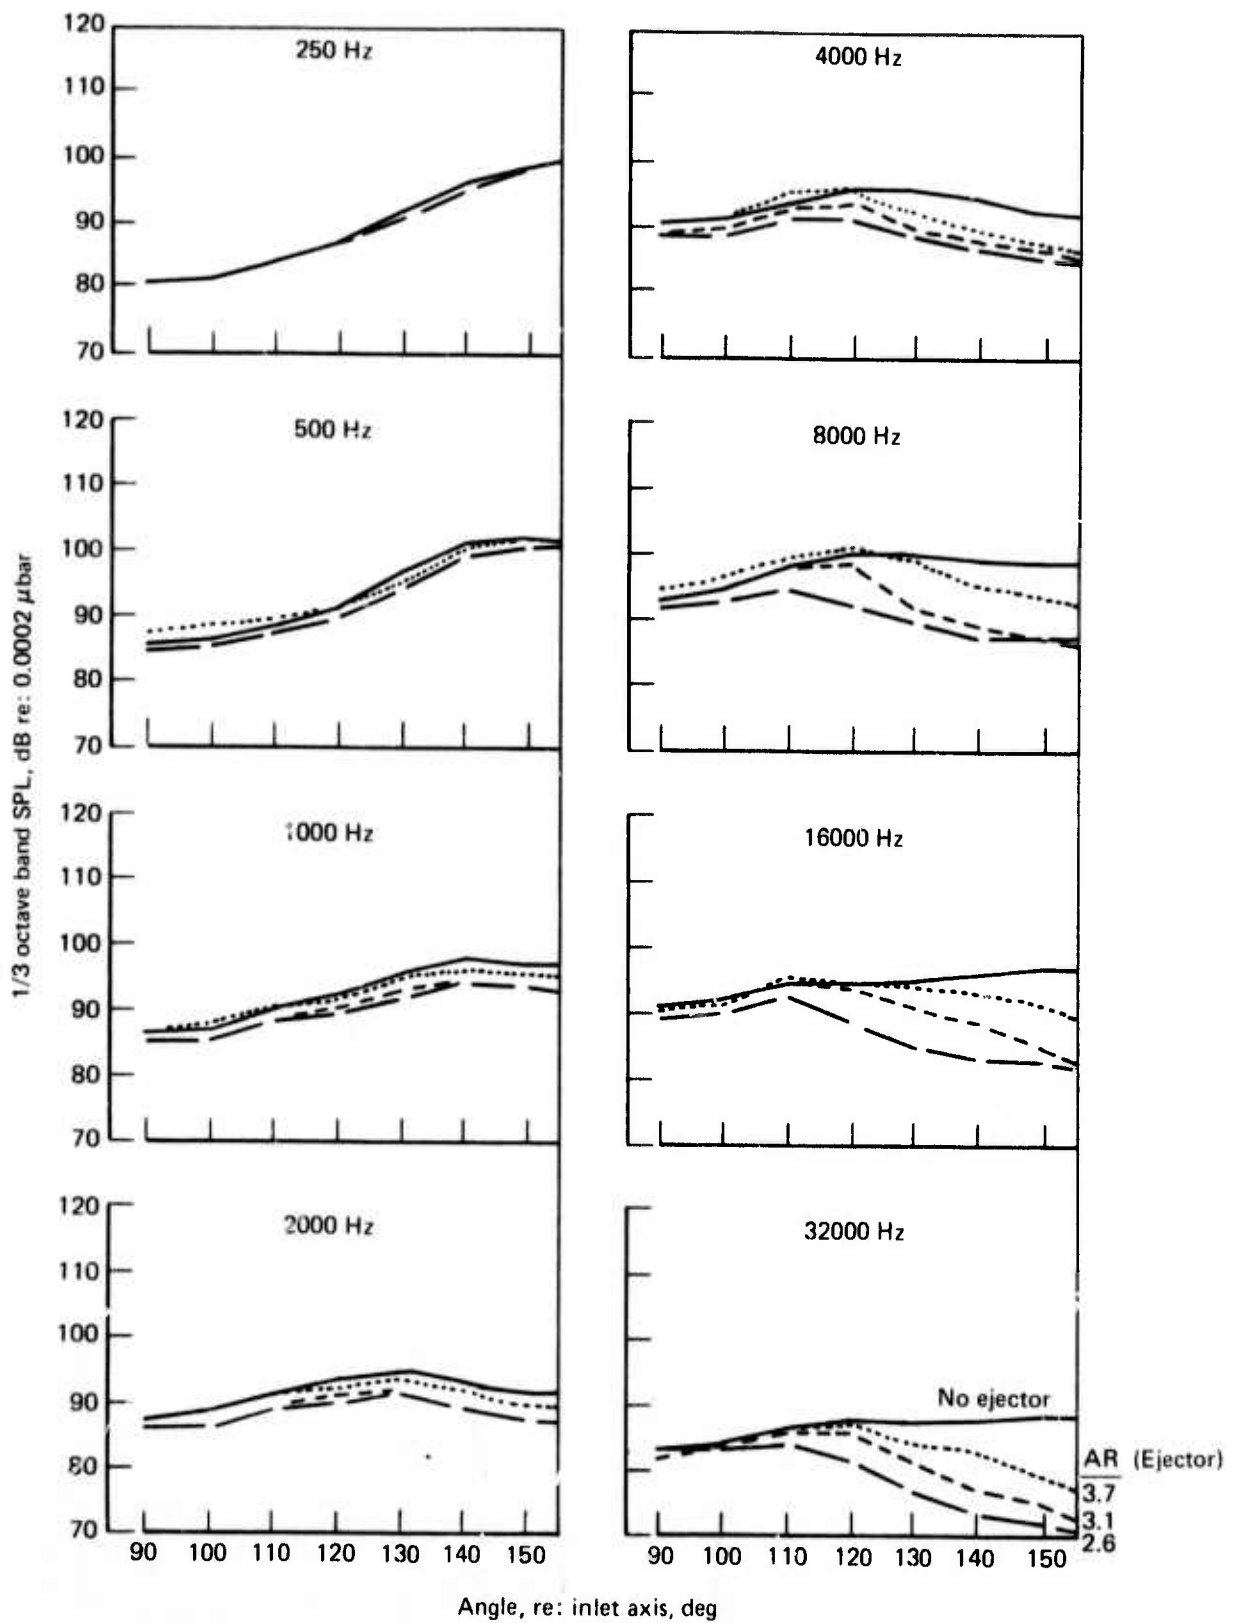 120
250 Hz
110
100
90
80
70
120
500 Hz
110
100
90
80
70
120
1000 Hz
110
100
90
80
70
120
2000 Hz
110
100
90
80
70
90 100 110 120 130 140 150
4000 Hz
8000 Hz
16000 Hz
32000 Hz
No ejector
AR (Ejector)
3.7
3.1
2.6
90 100 110 120 130 140 150
1/3 octave band SPL, dB re: 0.0002 μbar
Angle, re: inlet axis, deg